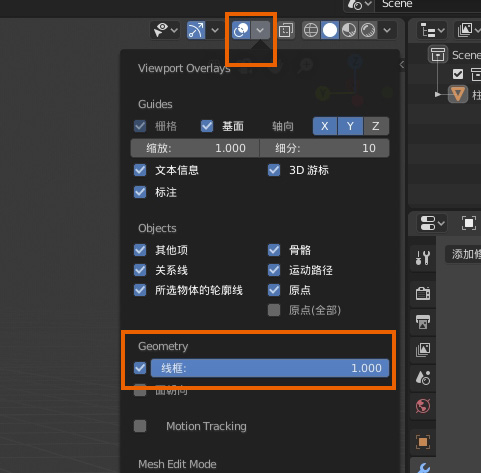 Scene
Viewport Overlays
Scene
Guides
栅格 基面 轴向 X Y Z
缩放: 1.000 细分: 10
文本信息 3D 游标
标注
Objects
其他项 骨骼
关系线 运动路径
所选物体的轮廓线 原点
原点(全部)
添加修
Geometry
线框: 1.000
面朝向
Motion Tracking
Mesh Edit Mode